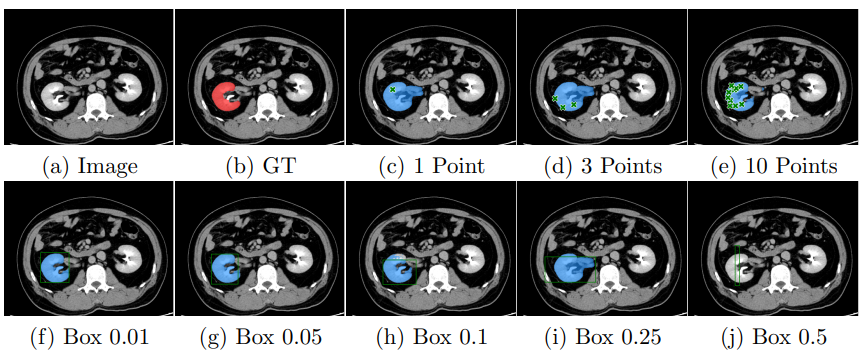 (a) Image (b) GT (c) 1 Point (d) 3 Points (e) 10 Points
(f) Box 0.01 (g) Box 0.05 (h) Box 0.1 (i) Box 0.25 (j) Box 0.5